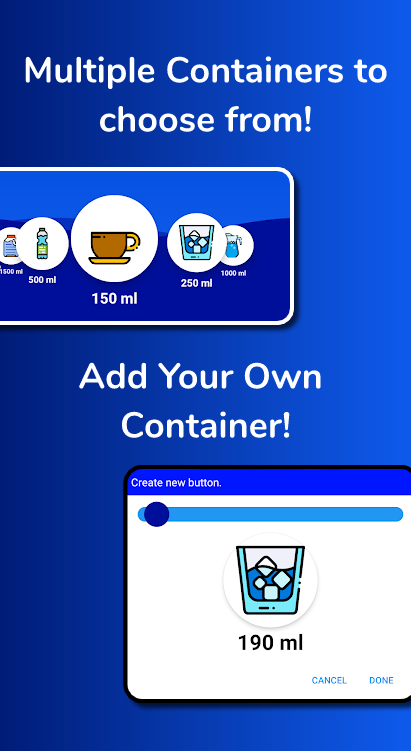 Multiple Containers to
choose from!
1500 ml
500 ml
150 ml
250 ml
1000 ml
Add Your Own
Container!
Create new button.
190 ml
CANCEL DONE